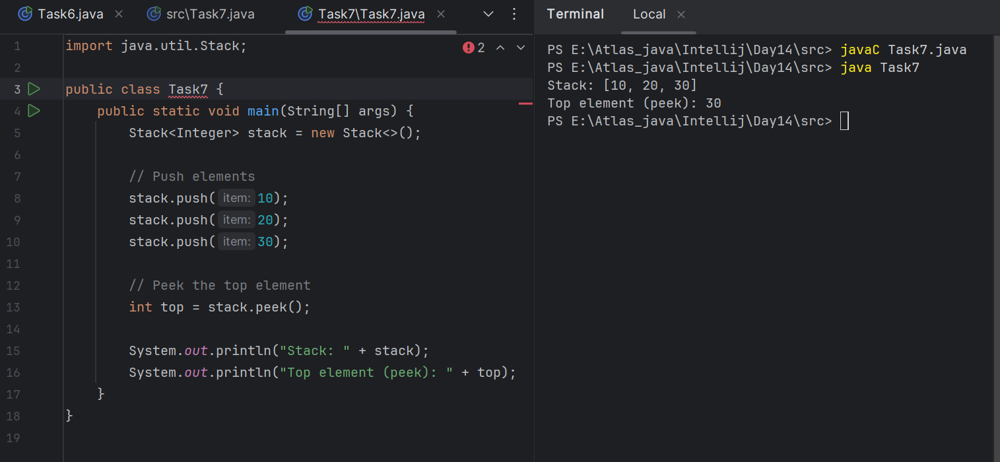 Task6.java × src\Task7.java Task7\Task7.java ×
1 import java.util.Stack;
2
3 public class Task7 {
4 public static void main(String[] args) {
5 Stack<Integer> stack = new Stack<>();
6
7 // Push elements
8 stack.push( item: 10);
9 stack.push( item: 20);
10 stack.push( item: 30);
11
12 // Peek the top element
13 int top = stack.peek();
14
15 System.out.println("Stack: " + stack);
16 System.out.println("Top element (peek): " + top);
17 }
18 }
19
2
Terminal Local ×
PS E:\Atlas_java\Intellij\Day14\src> javaC Task7.java
PS E:\Atlas_java\Intellij\Day14\src> java Task7
Stack: [10, 20, 30]
Top element (peek): 30
PS E:\Atlas_java\Intellij\Day14\src>